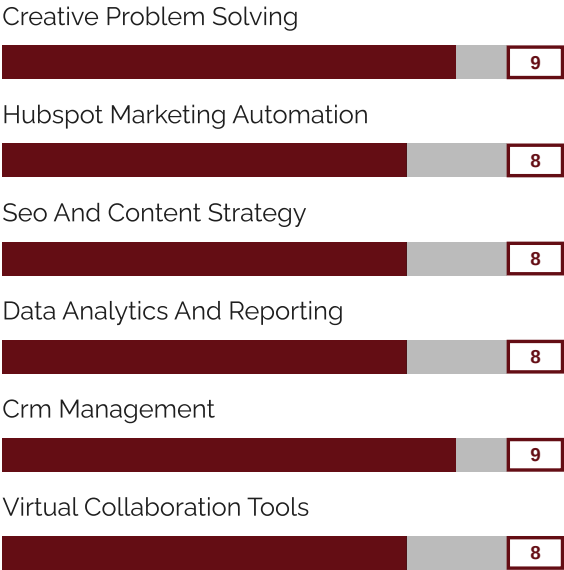 Creative Problem Solving
9
Hubspot Marketing Automation
8
Seo And Content Strategy
8
Data Analytics And Reporting
8
Crm Management
9
Virtual Collaboration Tools
8